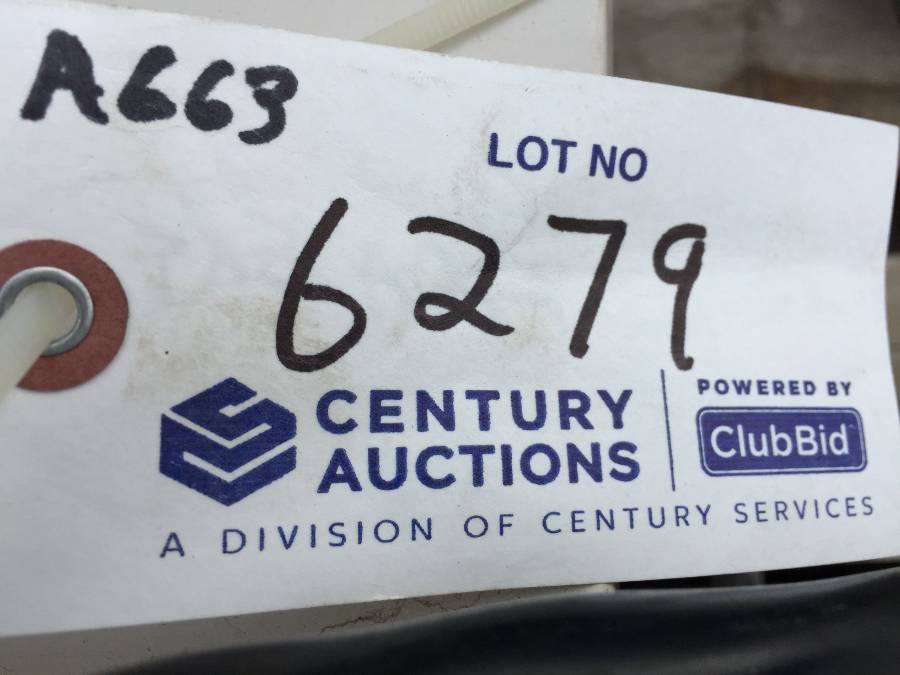 A663
LOT NO
6279
CENTURY
AUCTIONS
POWERED BY
ClubBid
A DIVISION OF CENTURY SERVICES